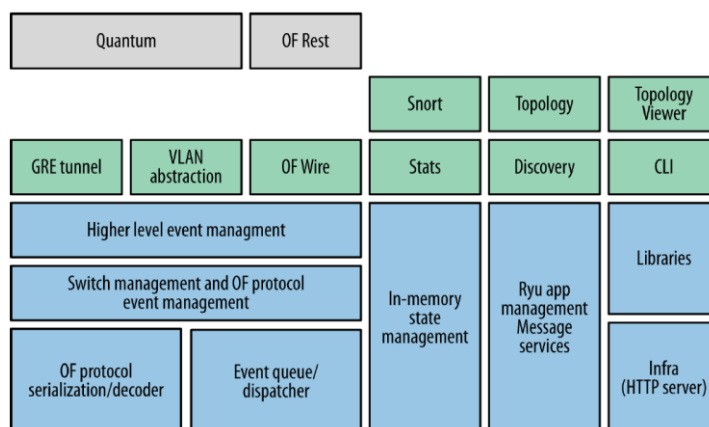 Quantum
OF Rest
Snort
Topology
Topology
Viewer
GRE tunnel
VLAN
abstraction
OF Wire
Stats
Discovery
CLI
Higher level event managment
Switch management and OF protocol
event management
OF protocol
serialization/decoder
Event queue/
dispatcher
In-memory
state
management
Ryu app
management
Message
services
Libraries
Infra
(HTTP server)